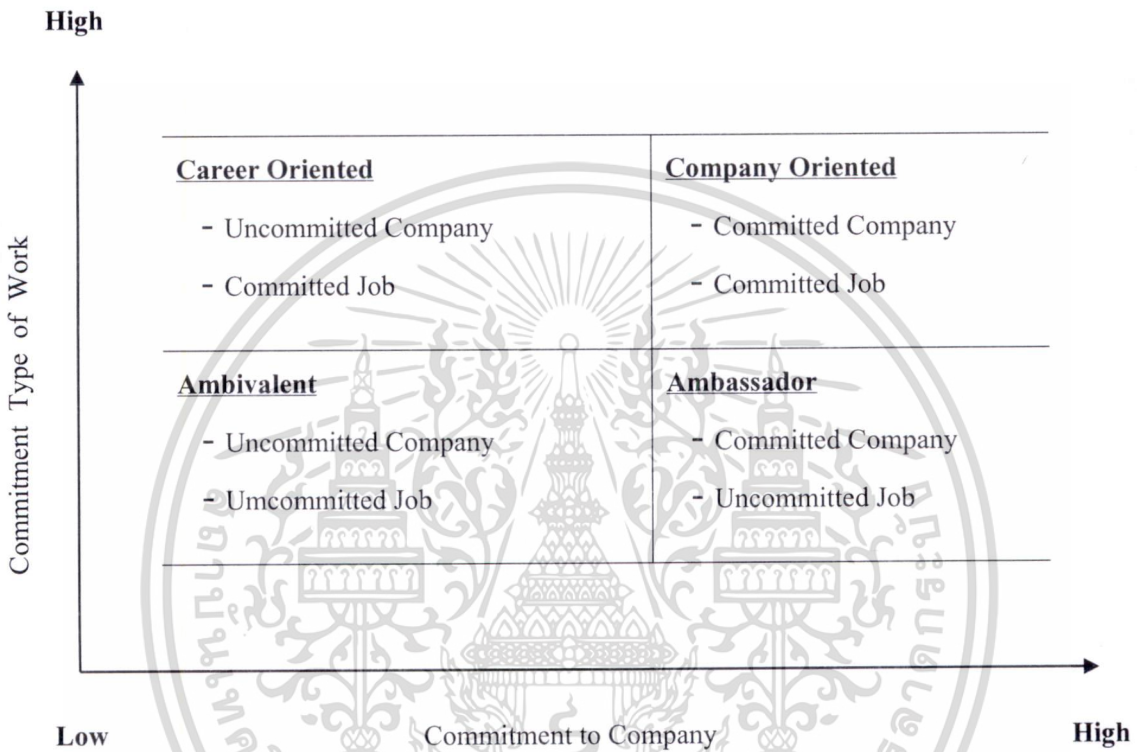 High
Career Oriented
- Uncommitted Company
- Committed Job
Company Oriented
- Committed Company
- Committed Job
Commitment Type of Work
Ambivalent
- Uncommitted Company
- Umcommitted Job
Ambassador
- Committed Company
- Uncommitted Job
Low
Commitment to Company
High